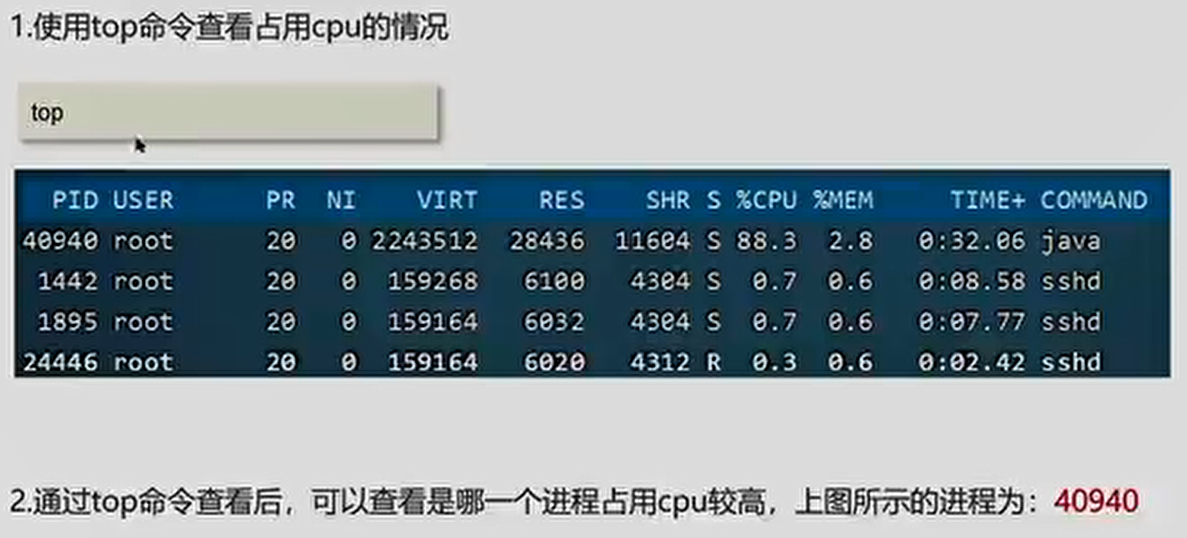 1.使用top命令查看占用cpu的情况
top
PID USER PR NI VIRT RES SHR S %CPU %MEM TIME+ COMMAND
40940 root 20 0 2243512 28436 11604 S 88.3 2.8 0:32.06 java
1442 root 20 0 159268 6100 4304 S 0.7 0.6 0:08.58 sshd
1895 root 20 0 159164 6032 4304 S 0.7 0.6 0:07.77 sshd
24446 root 20 0 159164 6020 4312 R 0.3 0.6 0:02.42 sshd
2.通过top命令查看后，可以查看是哪一个进程占用cpu较高，上图所示的进程为：40940